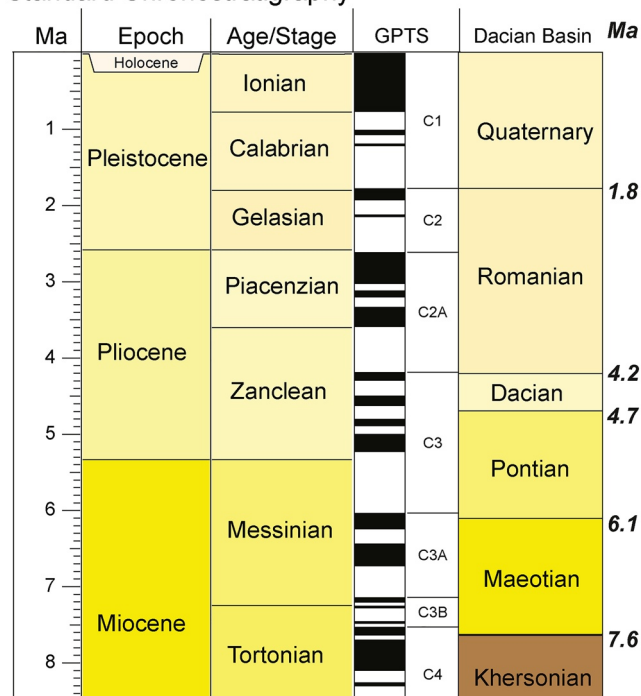 Standard Chronostratigraphy
Ma Epoch Age/Stage GPTS Dacian Basin Ma
Holocene
Ionian
1
C1
Quaternary
Calabrian
Pleistocene
1.8
2
Gelasian
C2
Romanian
3
Piacenzian
C2A
Pliocene
4
4.2
Zanclean
Dacian
4.7
5
C3
Pontian
6
6.1
Messinian
C3A
Maeotian
7
C3B
Miocene
7.6
Tortonian
8
C4
Khersonian